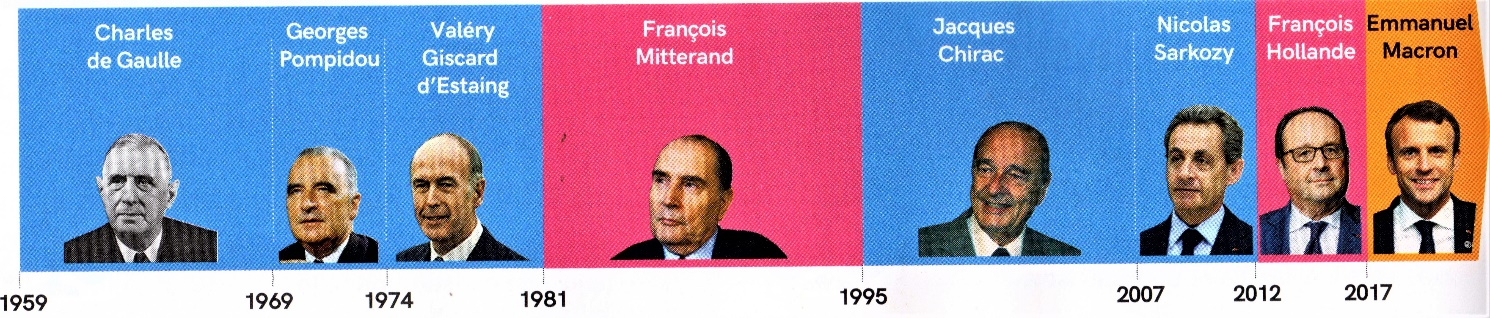 Charles
de Gaulle
Georges
Pompidou
Valéry
Giscard
d'Estaing
François
Mitterand
Jacques
Chirac
Nicolas
Sarkozy
François
Hollande
Emmanuel
Macron
1959
1969
1974
1981
1995
2007
2012
2017